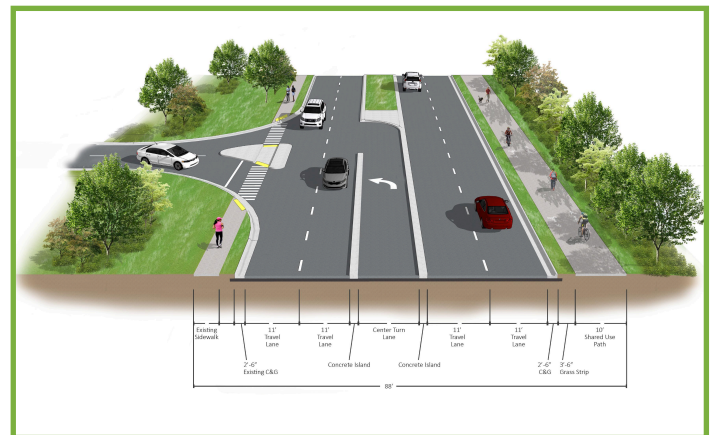 Existing
Sidewalk
2'-6"
Existing C&G
11'
Travel
Lane
11'
Travel
Lane
Concrete Island
Center Turn
Lane
Concrete Island
11'
Travel
Lane
11'
Travel
Lane
2'-6"
C&G
3'-6"
Grass Strip
10'
Shared Use
Path
88'